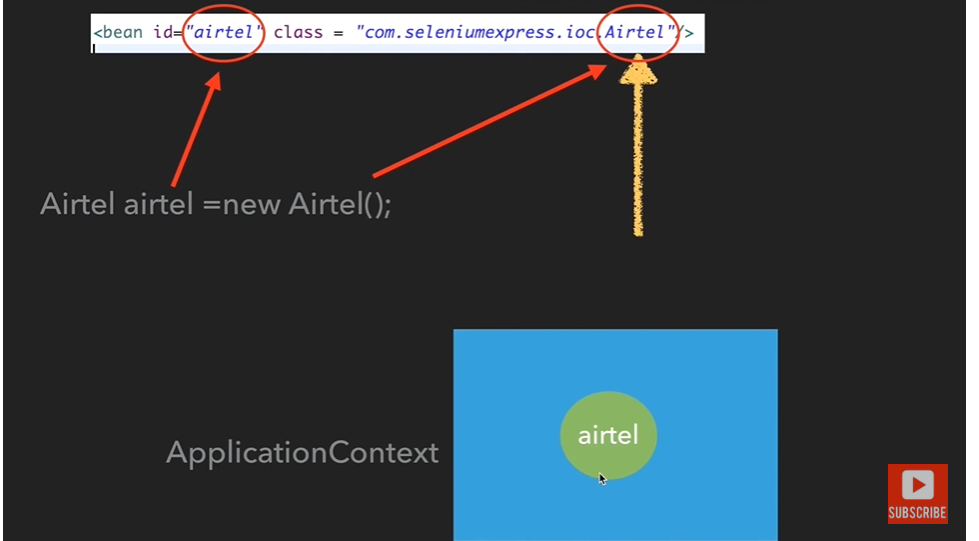 <bean id="airtel" class = "com.seleniumexpress.ioc.Airtel"/>
Airtel airtel =new Airtel();
airtel
ApplicationContext
SUBSCRIBE